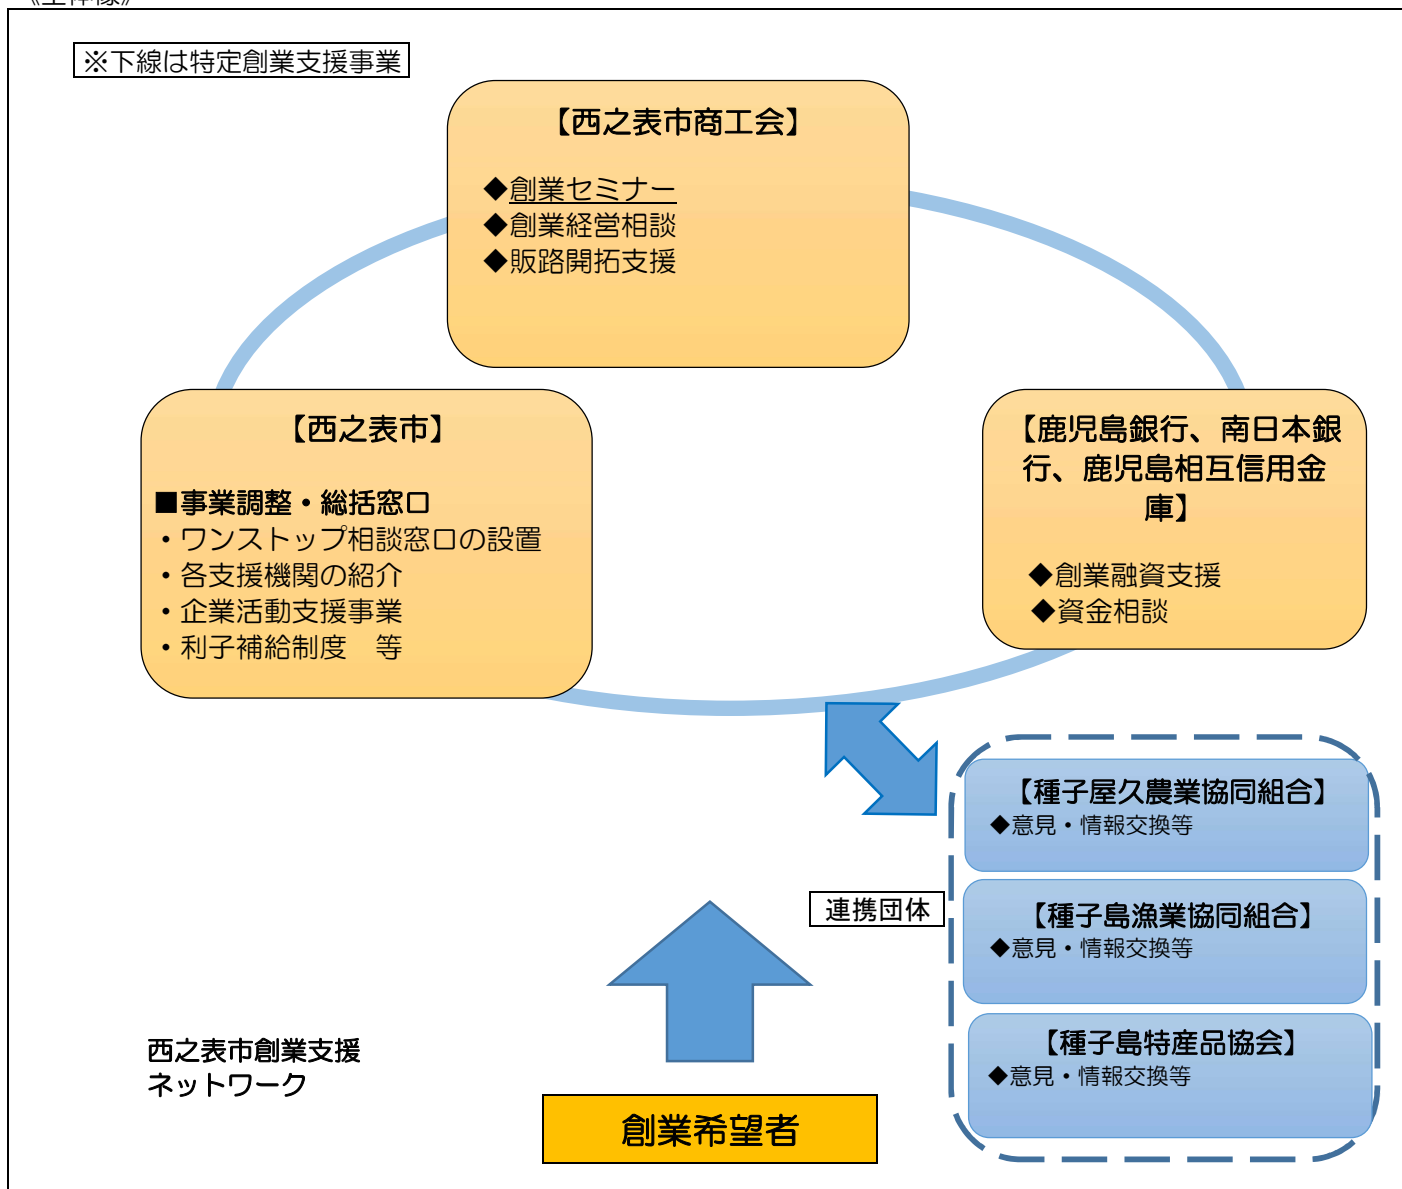 ※下線は特定創業支援事業
【西之表市商工会】
◆創業セミナー
◆創業経営相談
◆販路開拓支援
【西之表市】
■事業調整・総括窓口
・ワンストップ相談窓口の設置
・各支援機関の紹介
・企業活動支援事業
・利子補給制度　等
【鹿児島銀行、南日本銀
行、鹿児島相互信用金
庫】
◆創業融資支援
◆資金相談
【種子屋久農業協同組合】
◆意見・情報交換等
連携団体
【種子島漁業協同組合】
◆意見・情報交換等
【種子島特産品協会】
◆意見・情報交換等
西之表市創業支援
ネットワーク
創業希望者